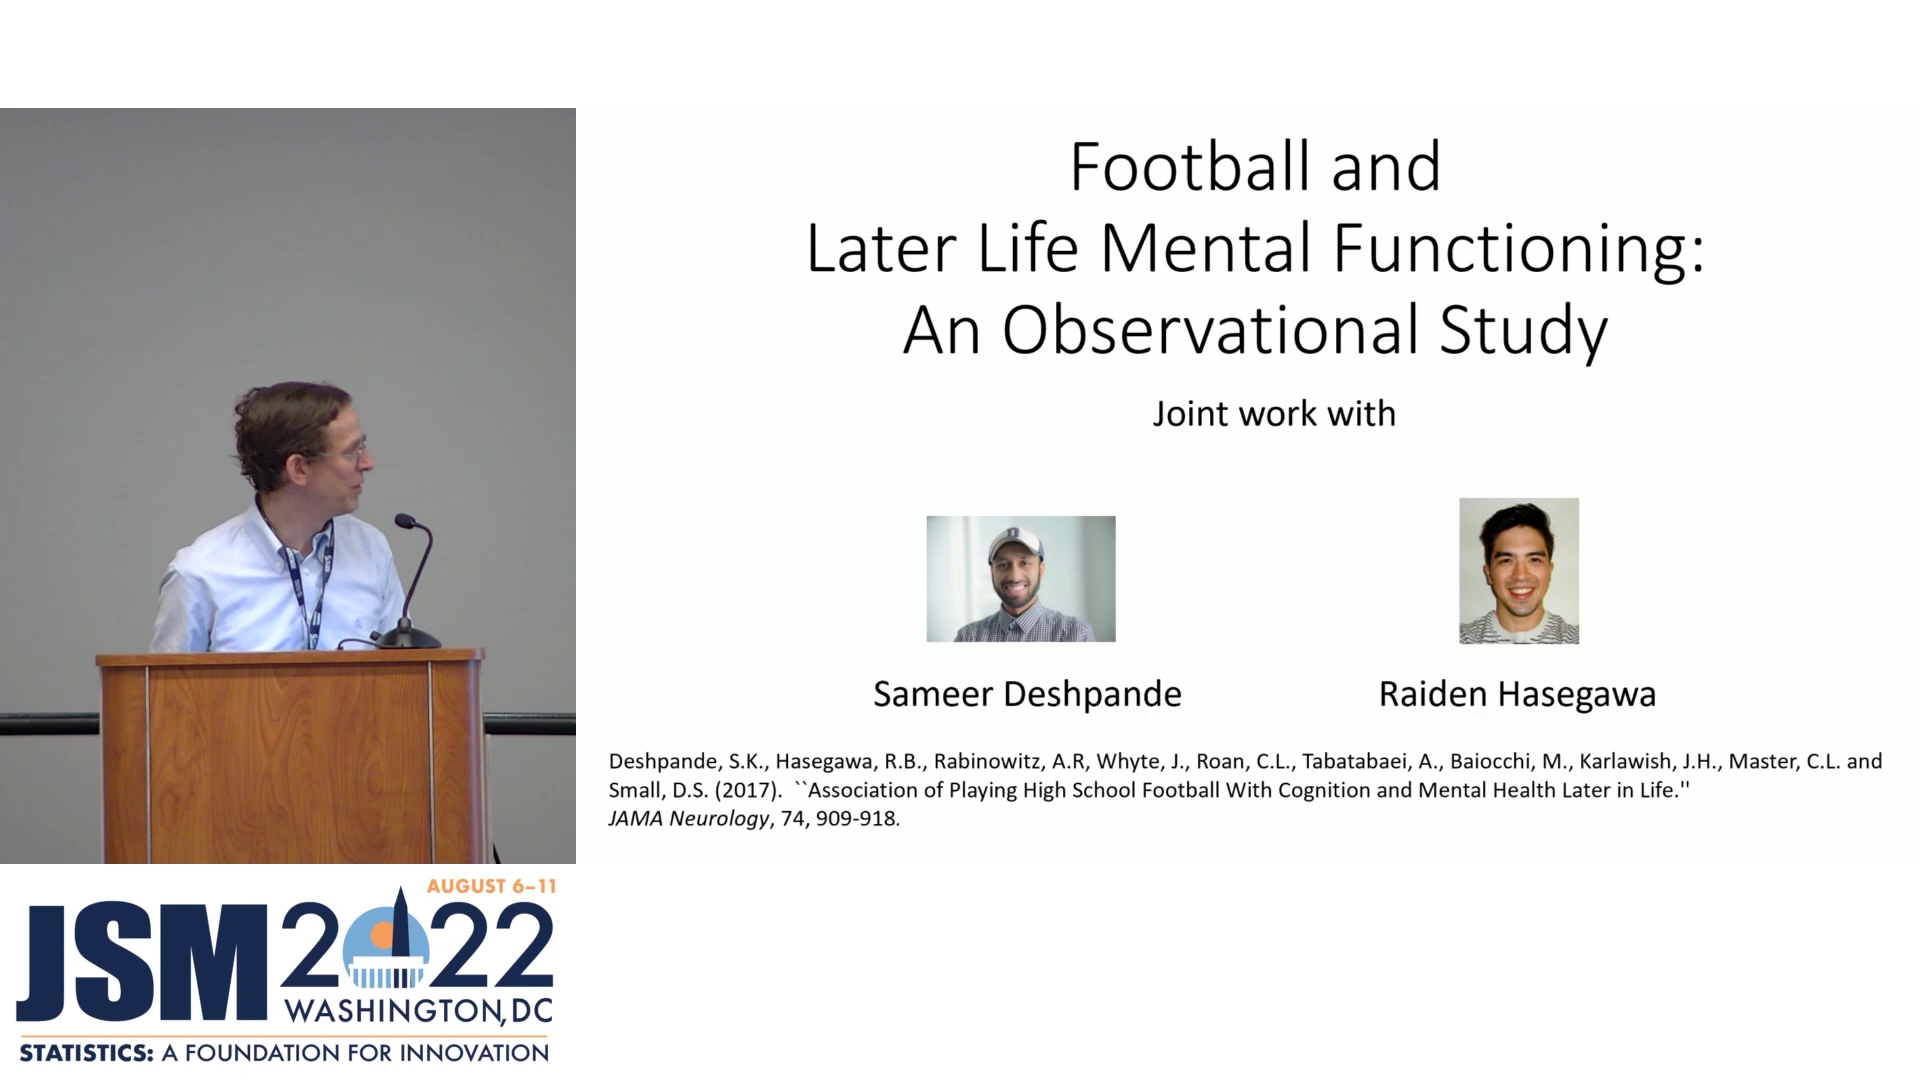 Football and
Later Life Mental Functioning:
An Observational Study
Joint work with
Sameer Deshpande
Raiden Hasegawa
Deshpande, S.K., Hasegawa, R.B., Rabinowitz, A.R, Whyte, J., Roan, C.L., Tabatabaei, A., Baiocchi, M., Karlawish, J.H., Master, C.L. and
Small, D.S. (2017). ``Association of Playing High School Football With Cognition and Mental Health Later in Life.''
JAMA Neurology, 74, 909-918.
AUGUST 6–11
JSM 2022
WASHINGTON, DC
STATISTICS: A FOUNDATION FOR INNOVATION